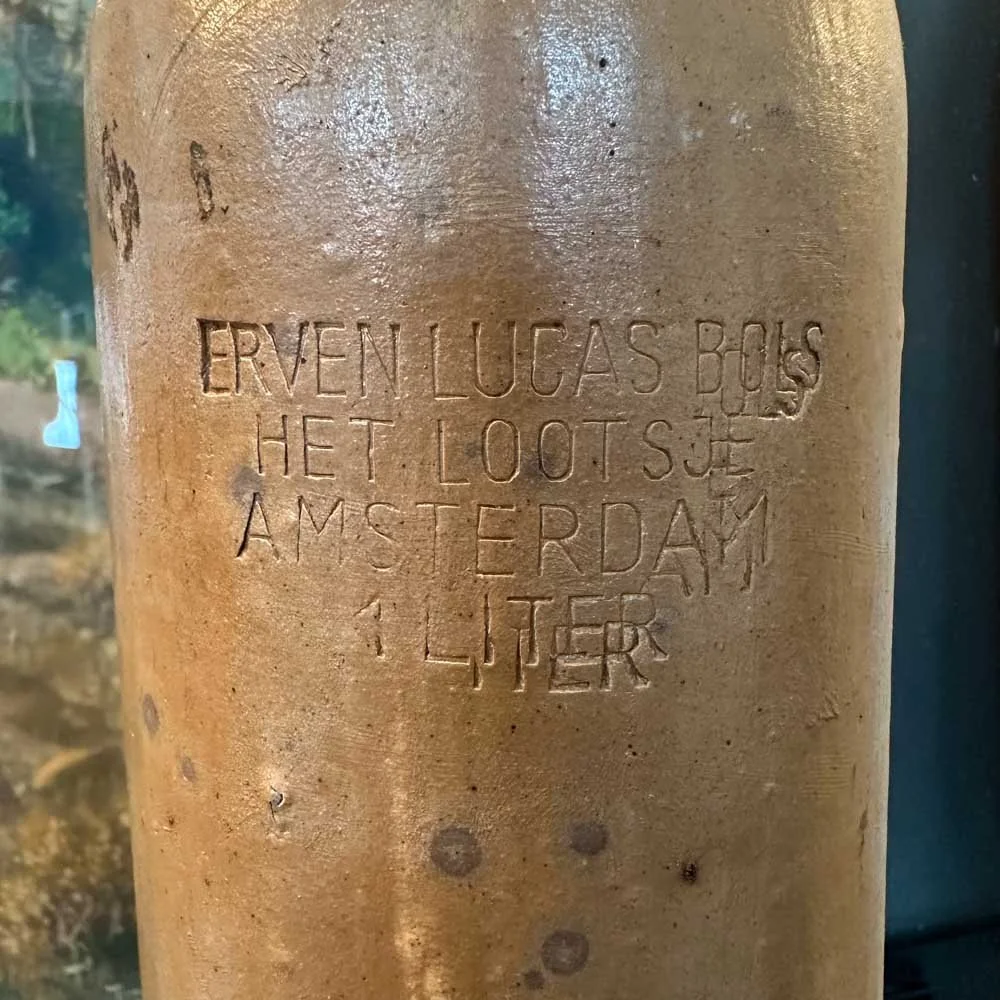 ERVEN LUCAS BOLS
HET LOOTSJE
AMSTERDAM
1 LITER